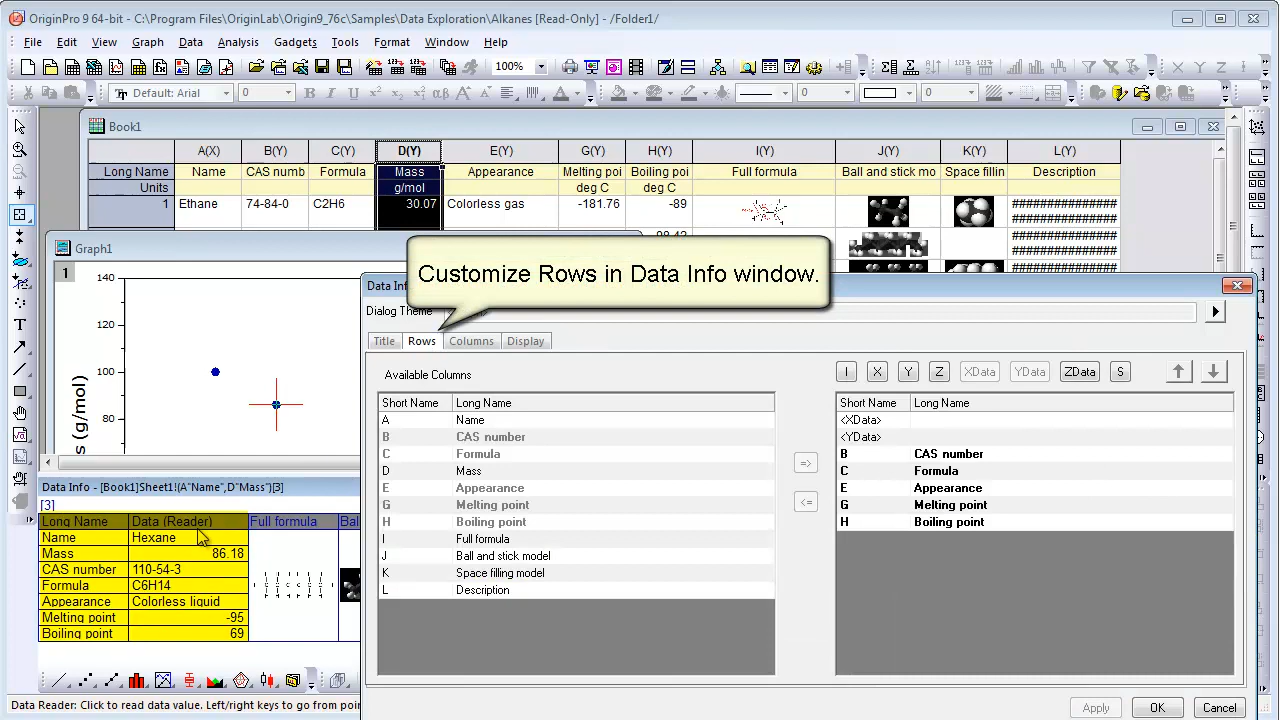 OriginPro 9 64-bit - C:\Program Files\OriginLab\Origin9_76c\Samples\Data Exploration\Alkanes [Read-Only] - /Folder1/
File Edit View Graph Data Analysis Gadgets Tools Format Window Help
100%
Default: Arial 0 0 0
Book1
A(X) B(Y) C(Y) D(Y) E(Y) G(Y) H(Y) I(Y) J(Y) K(Y) L(Y)
Long Name Name CAS numb Formula Mass Appearance Melting poi Boiling poi Full formula Ball and stick mo Space fillin Description
Units g/mol deg C deg C
1 Ethane 74-84-0 C2H6 30.07 Colorless gas -181.76 -89 ################
################
################
################
################
Graph1
1
140
120
100
80
s (g/mol)
Customize Rows in Data Info window.
Data Inf
Dialog Theme
Title Rows Columns Display
Available Columns
I X Y Z XData YData ZData S
Short Name Long Name
A Name
B CAS number
C Formula
D Mass
E Appearance
G Melting point
H Boiling point
I Full formula
J Ball and stick model
K Space filling model
L Description
=>
<=
Short Name Long Name
<XData>
<YData>
B CAS number
C Formula
E Appearance
G Melting point
H Boiling point
Apply OK Cancel
Data Info - [Book1]Sheet1!(A"Name",D"Mass")[3]
[3]
Long Name Data (Reader) Full formula Bal
Name Hexane
Mass 86.18
CAS number 110-54-3
Formula C6H14
Appearance Colorless liquid
Melting point -95
Boiling point 69
Data Reader: Click to read data value. Left/right keys to go from poin